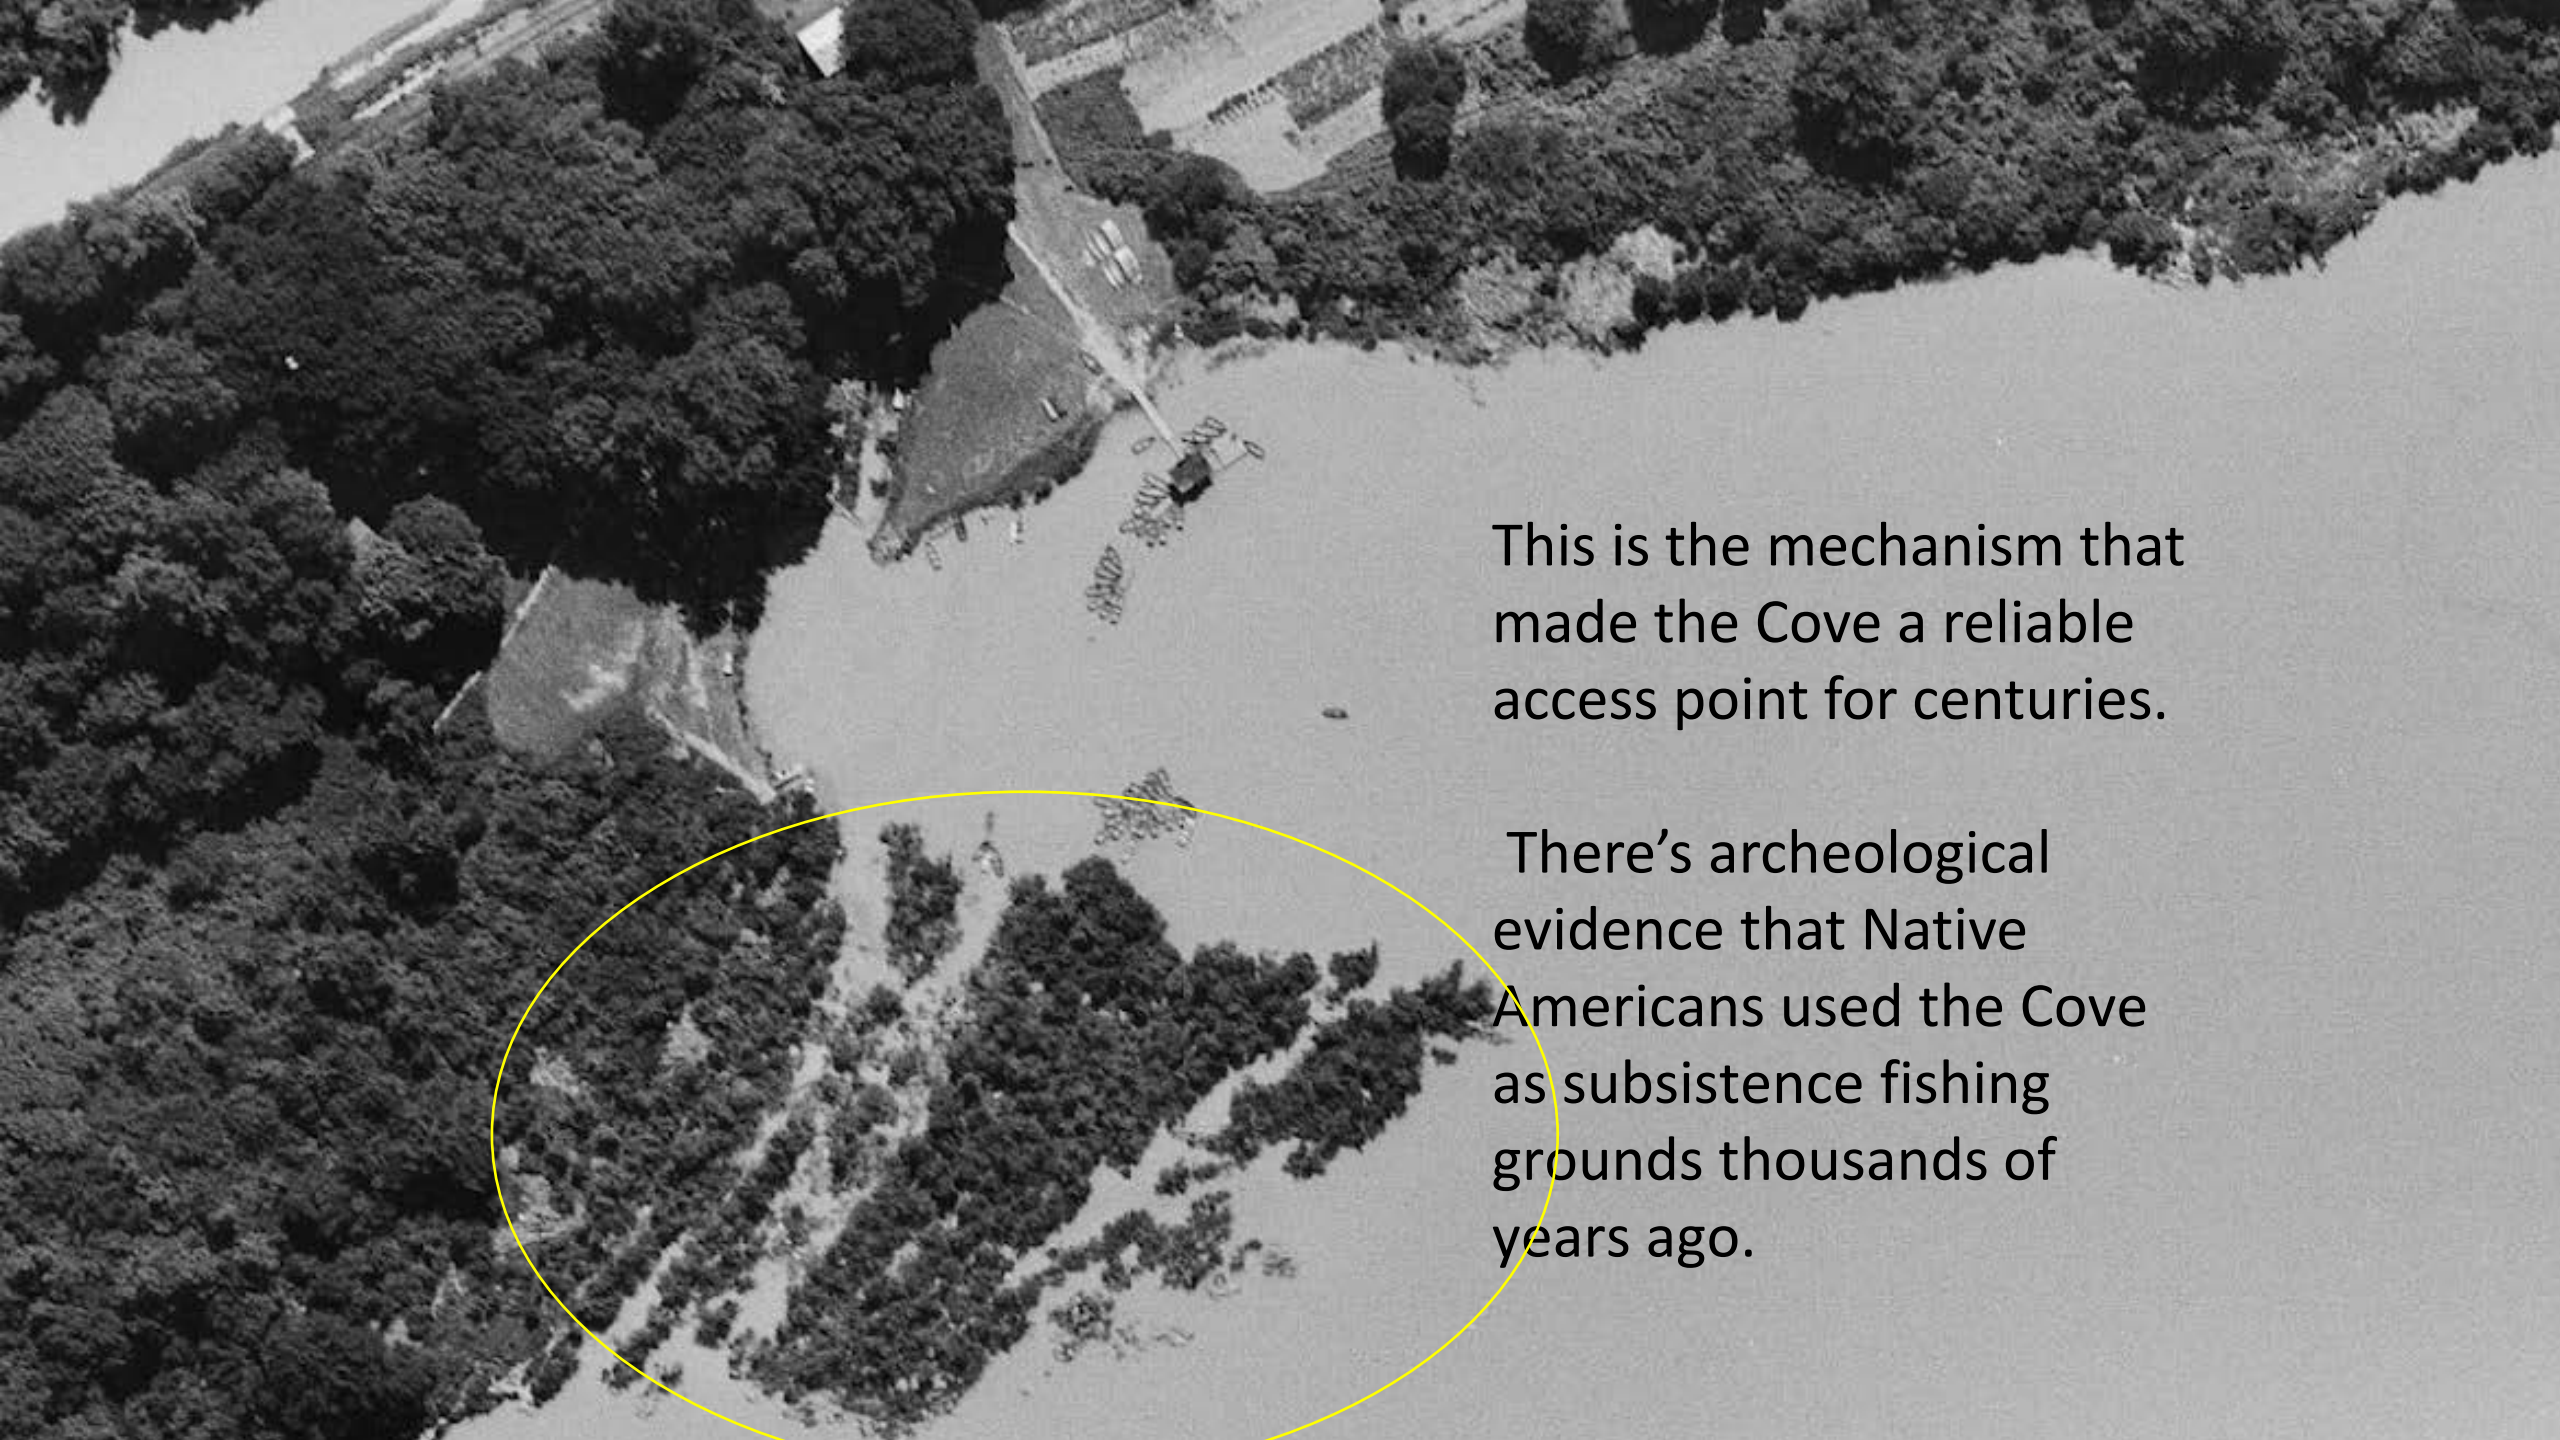 This is the mechanism that
made the Cove a reliable
access point for centuries.
There’s archeological
evidence that Native
Americans used the Cove
as subsistence fishing
grounds thousands of
years ago.